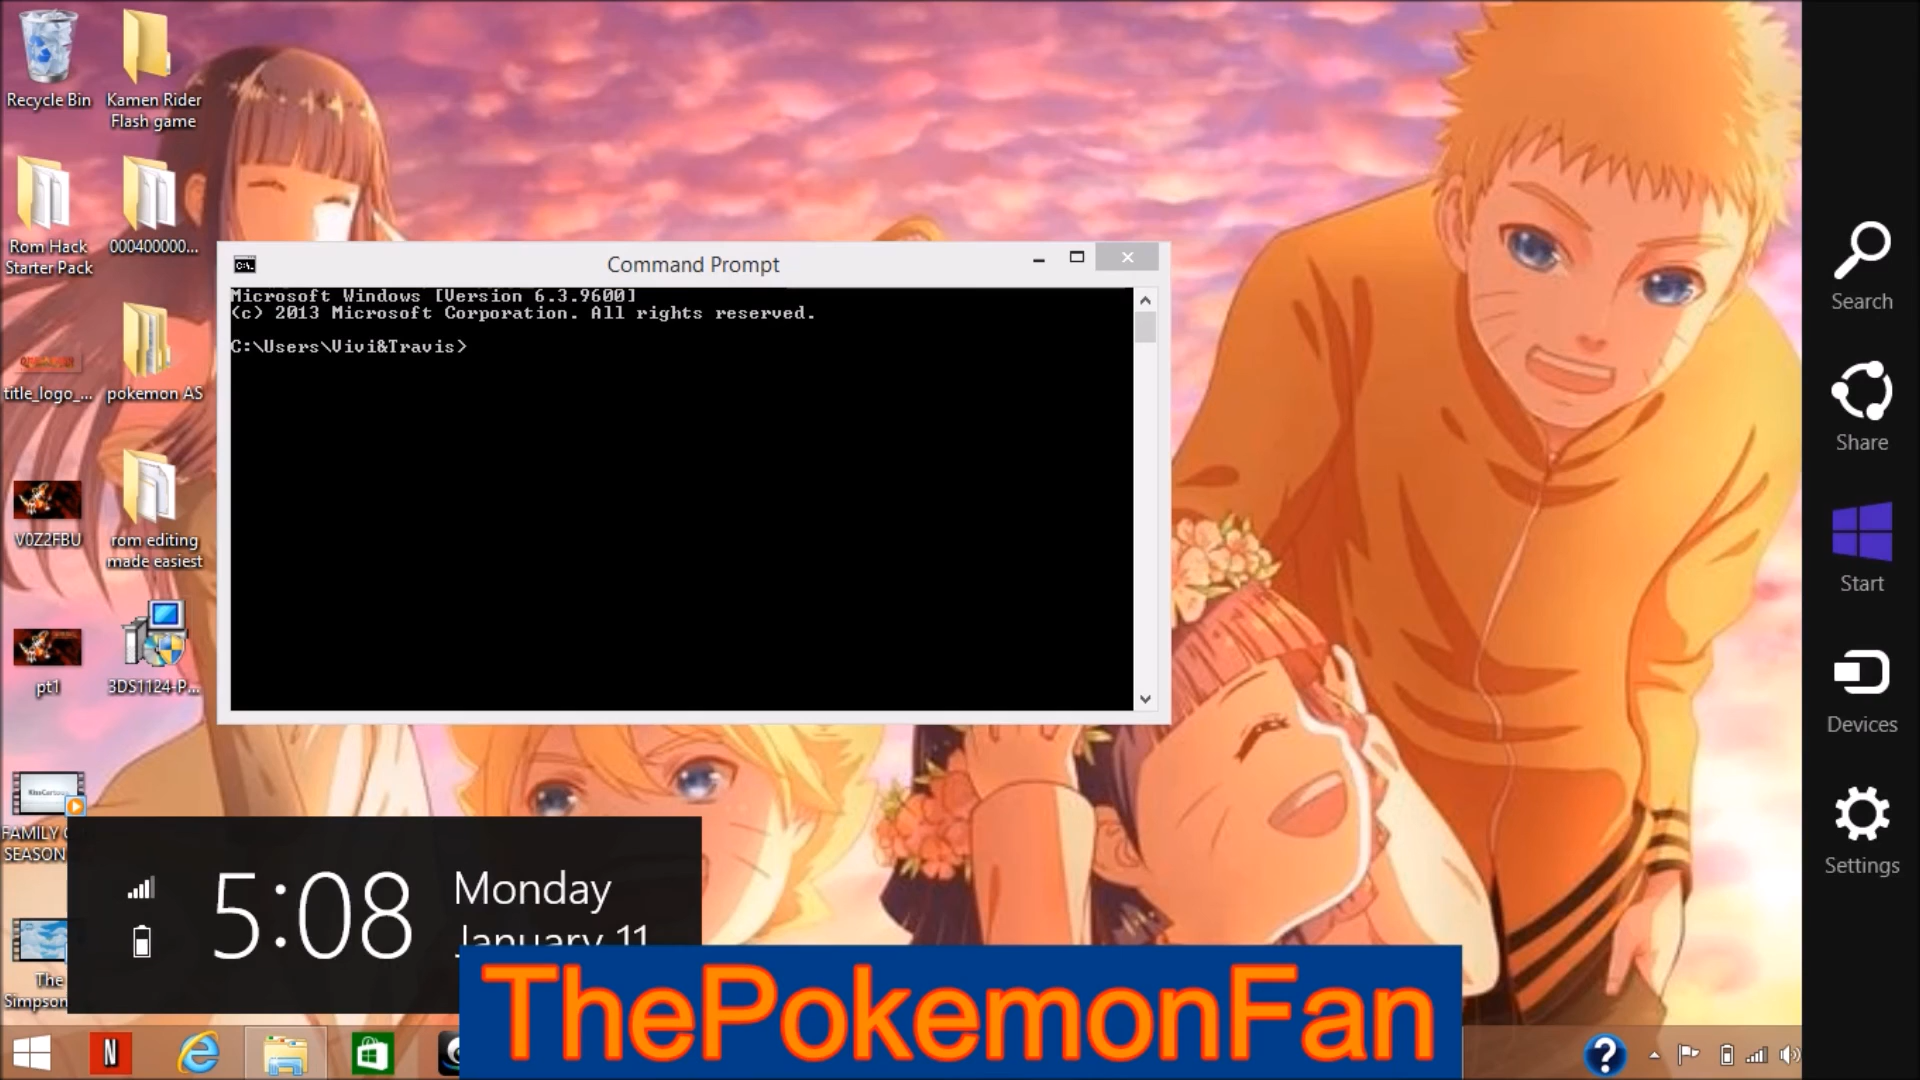 Recycle Bin
Kamen Rider
Flash game
Rom Hack
Starter Pack
000400000...
title_logo_...
pokemon AS
V0Z2FBU
rom editing
made easiest
pt1
3DS1124-P...
FAMILY
SEASON
The
Simpson
Command Prompt
C:\.
Microsoft Windows [Version 6.3.9600]
(c) 2013 Microsoft Corporation. All rights reserved.
C:\Users\Vivi&Travis>
Search
Share
Start
Devices
Settings
5:08
Monday
January 11
ThePokemonFan
N
?